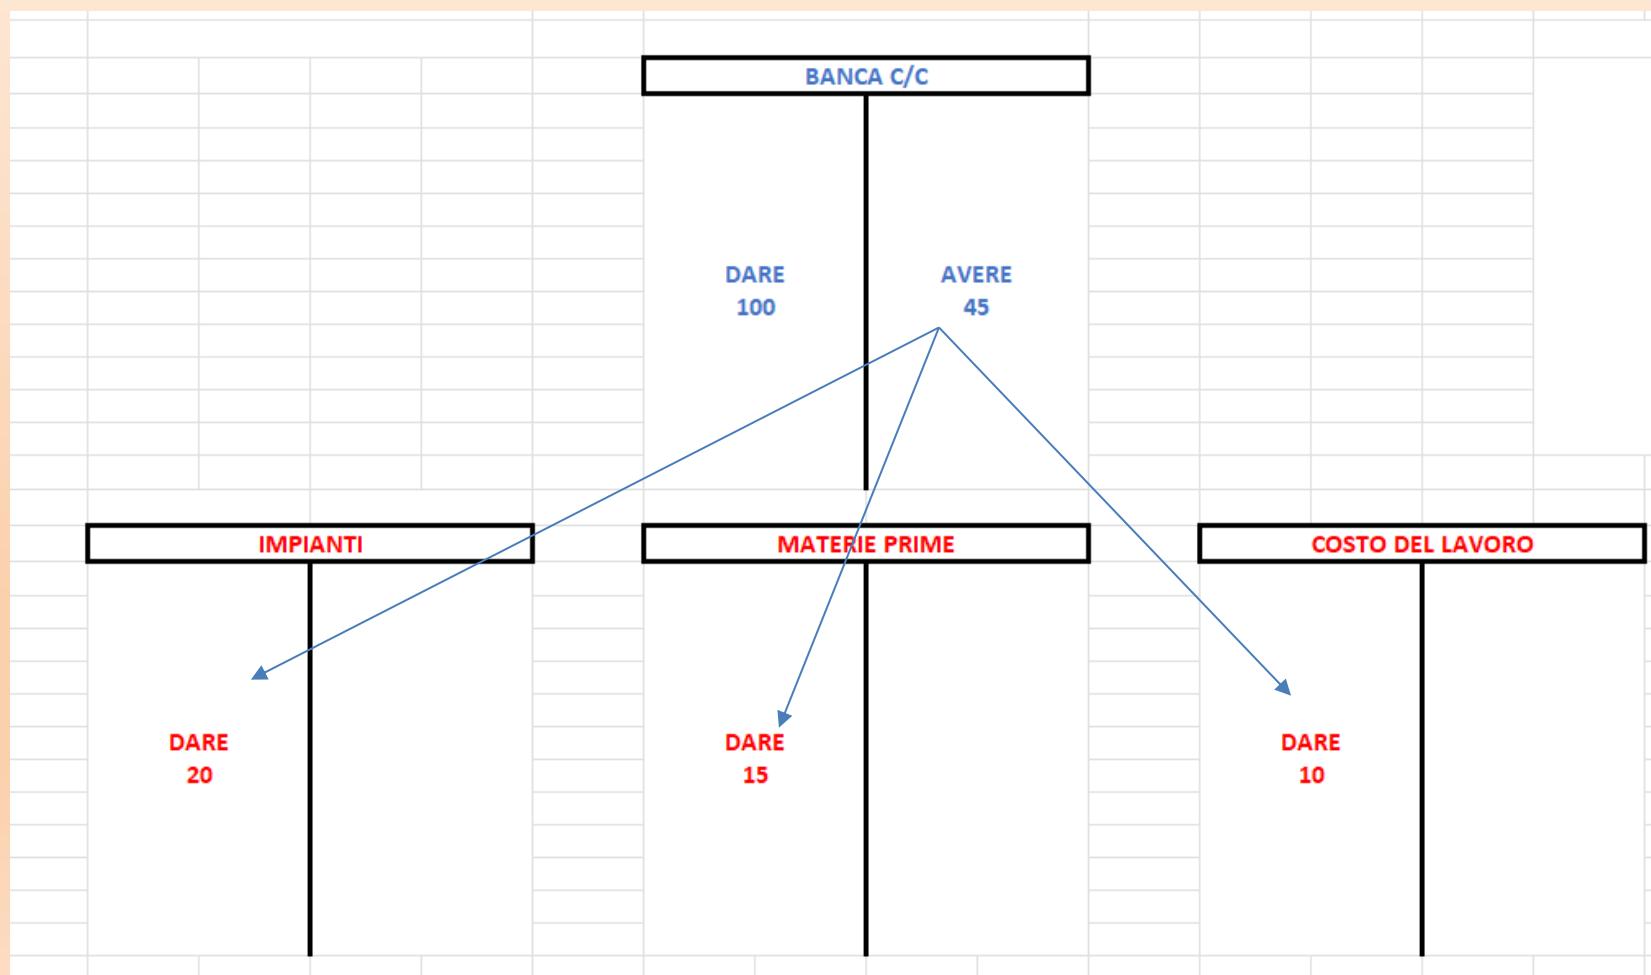 BANCA C/C
DARE AVERE
100 45
IMPIANTI MATERIE PRIME COSTO DEL LAVORO
DARE DARE DARE
20 15 10